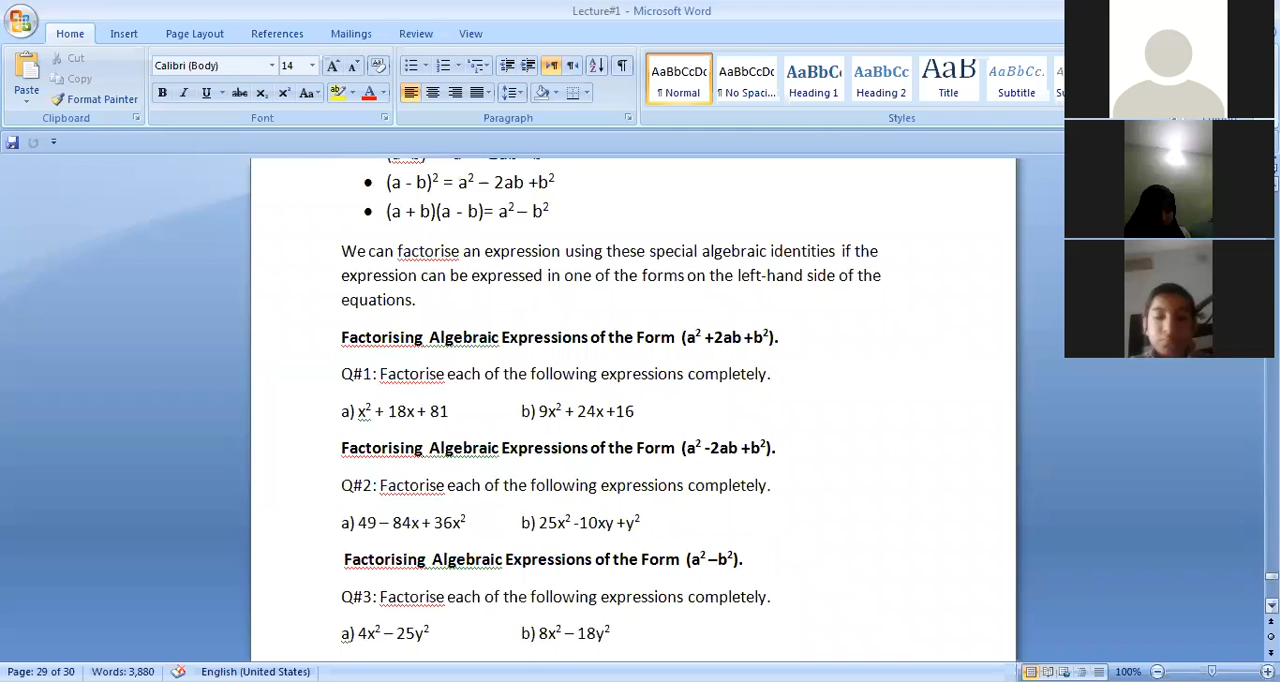 Lecture#1 - Microsoft Word
Home Insert Page Layout References Mailings Review View
Cut
Copy
Paste
Format Painter
Clipboard
Calibri (Body) 14
Font
Paragraph
AaBbCcDc AaBbCcDc AaBbC AaBbCc AaB AaBbCc.
¶ Normal ¶ No Spaci... Heading 1 Heading 2 Title Subtitle
Styles
• (a - b)² = a² – 2ab +b²
• (a + b)(a - b)= a² – b²
We can factorise an expression using these special algebraic identities if the
expression can be expressed in one of the forms on the left-hand side of the
equations.
Factorising Algebraic Expressions of the Form (a² +2ab +b²).
Q#1: Factorise each of the following expressions completely.
a) x² + 18x + 81 b) 9x² + 24x +16
Factorising Algebraic Expressions of the Form (a² -2ab +b²).
Q#2: Factorise each of the following expressions completely.
a) 49 – 84x + 36x² b) 25x² -10xy +y²
Factorising Algebraic Expressions of the Form (a² –b²).
Q#3: Factorise each of the following expressions completely.
a) 4x² – 25y² b) 8x² – 18y²
Page: 29 of 30 Words: 3,880 English (United States) 100%